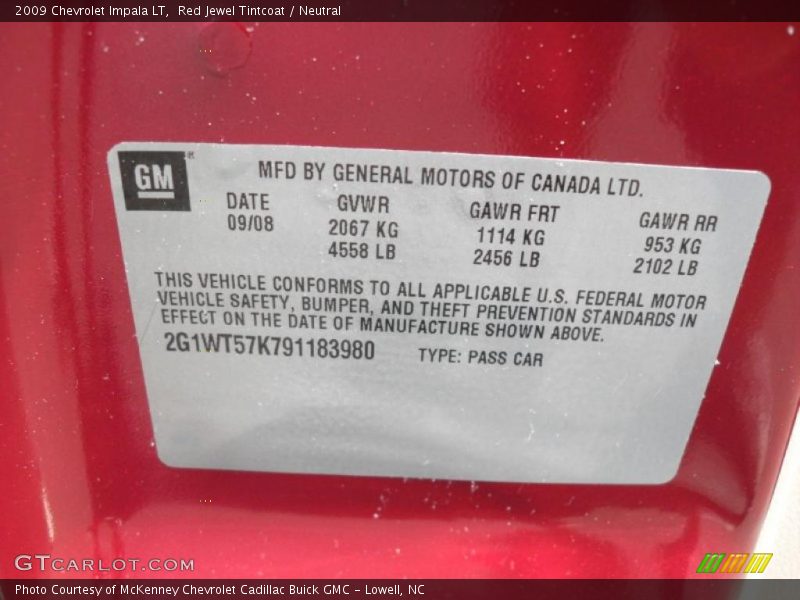 2009 Chevrolet Impala LT, Red Jewel Tintcoat / Neutral
GM ®
MFD BY GENERAL MOTORS OF CANADA LTD.
DATE GVWR GAWR FRT GAWR RR
09/08 2067 KG 1114 KG 953 KG
4558 LB 2456 LB 2102 LB
THIS VEHICLE CONFORMS TO ALL APPLICABLE U.S. FEDERAL MOTOR
VEHICLE SAFETY, BUMPER, AND THEFT PREVENTION STANDARDS IN
EFFECT ON THE DATE OF MANUFACTURE SHOWN ABOVE.
2G1WT57K791183980 TYPE: PASS CAR
GTCARLOT.COM
Photo Courtesy of McKenney Chevrolet Cadillac Buick GMC - Lowell, NC